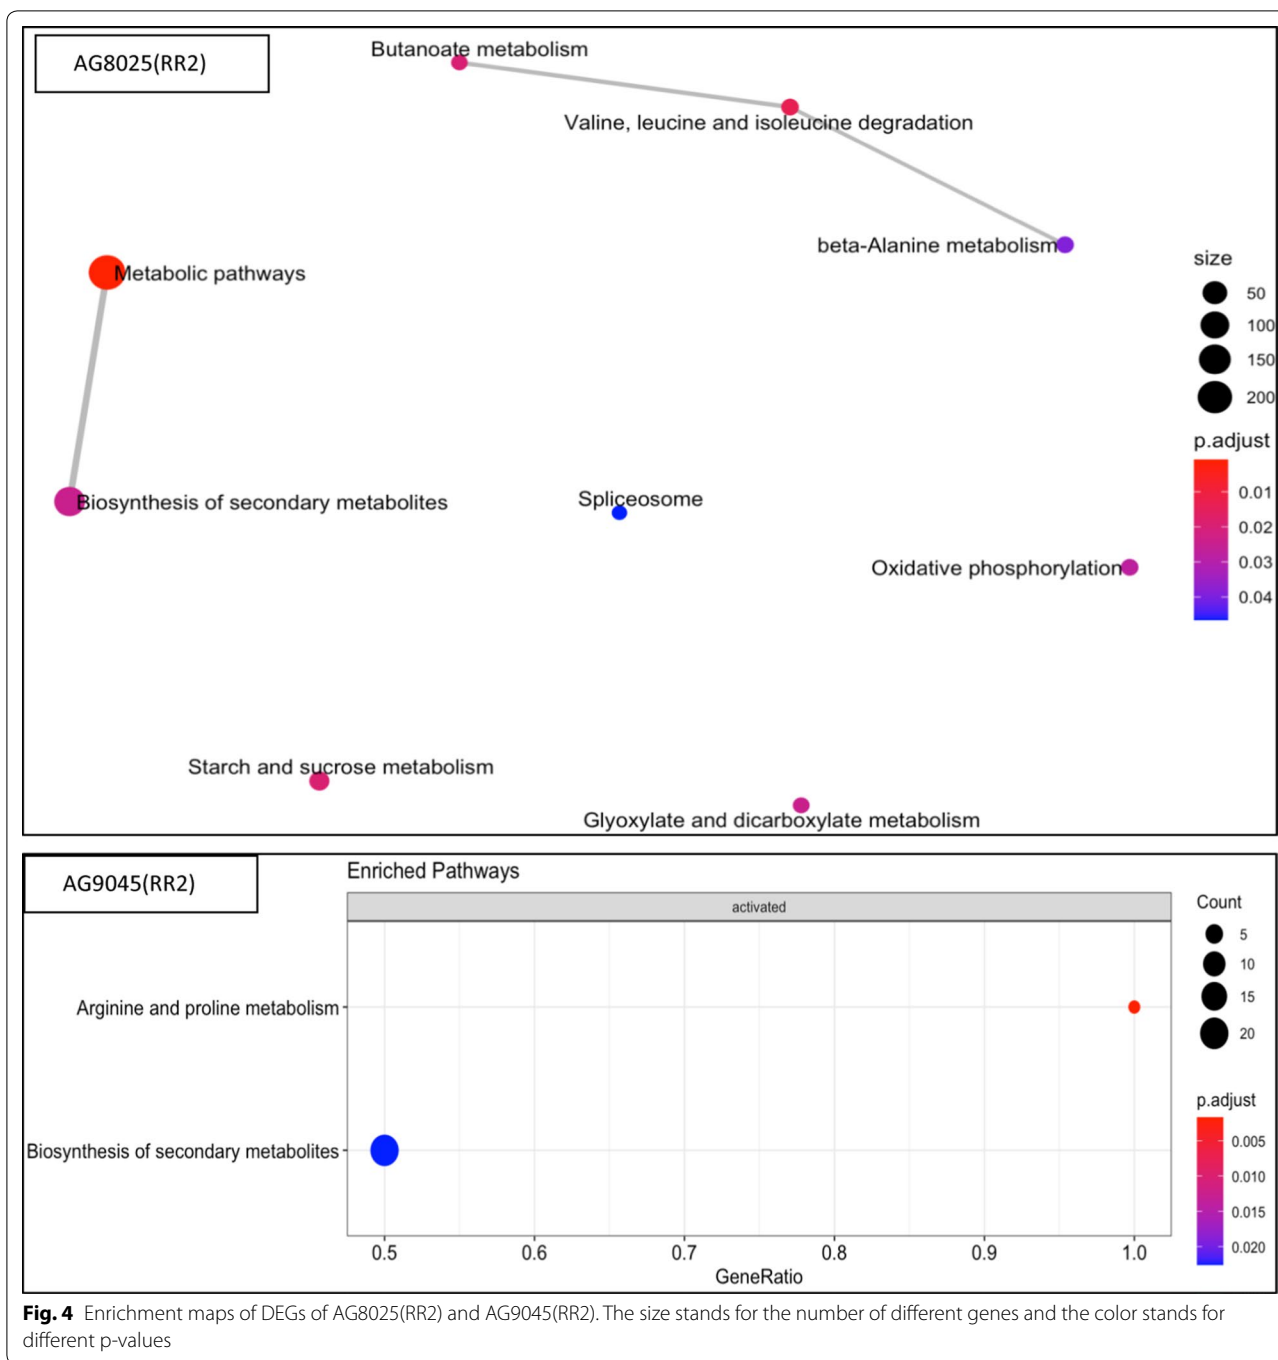 AG8025(RR2)
Butanoate metabolism
Valine, leucine and isoleucine degradation
beta-Alanine metabolism
Metabolic pathways
Biosynthesis of secondary metabolites
Spliceosome
Oxidative phosphorylation
Starch and sucrose metabolism
Glyoxylate and dicarboxylate metabolism
size
50
100
150
200
p.adjust
0.01
0.02
0.03
0.04
AG9045(RR2)
Enriched Pathways
activated
Arginine and proline metabolism
Biosynthesis of secondary metabolites
0.5 0.6 0.7 0.8 0.9 1.0
GeneRatio
Count
5
10
15
20
p.adjust
0.005
0.010
0.015
0.020
Fig. 4 Enrichment maps of DEGs of AG8025(RR2) and AG9045(RR2). The size stands for the number of different genes and the color stands for
different p-values